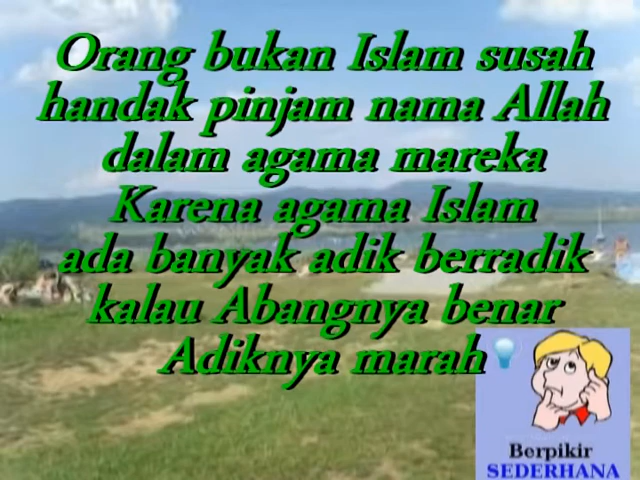 Orang bukan Islam susah
handak pinjam nama Allah
dalam agama mareka
Karena agama Islam
ada banyak adik berradik
kalau Abangnya benar
Adiknya marah
Berpikir
SEDERHANA